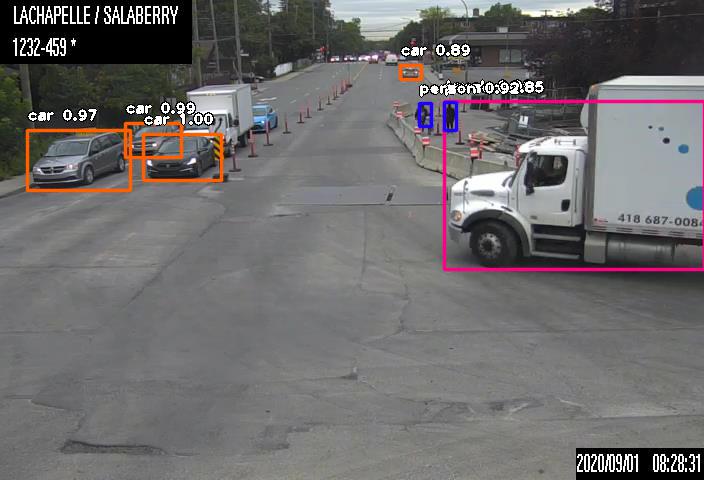 LACHAPELLE / SALABERRY
1232-459 *
car 0.89
car 0.97
car 0.99
car 1.00
418 687-0084
2020/09/01 08:28:31